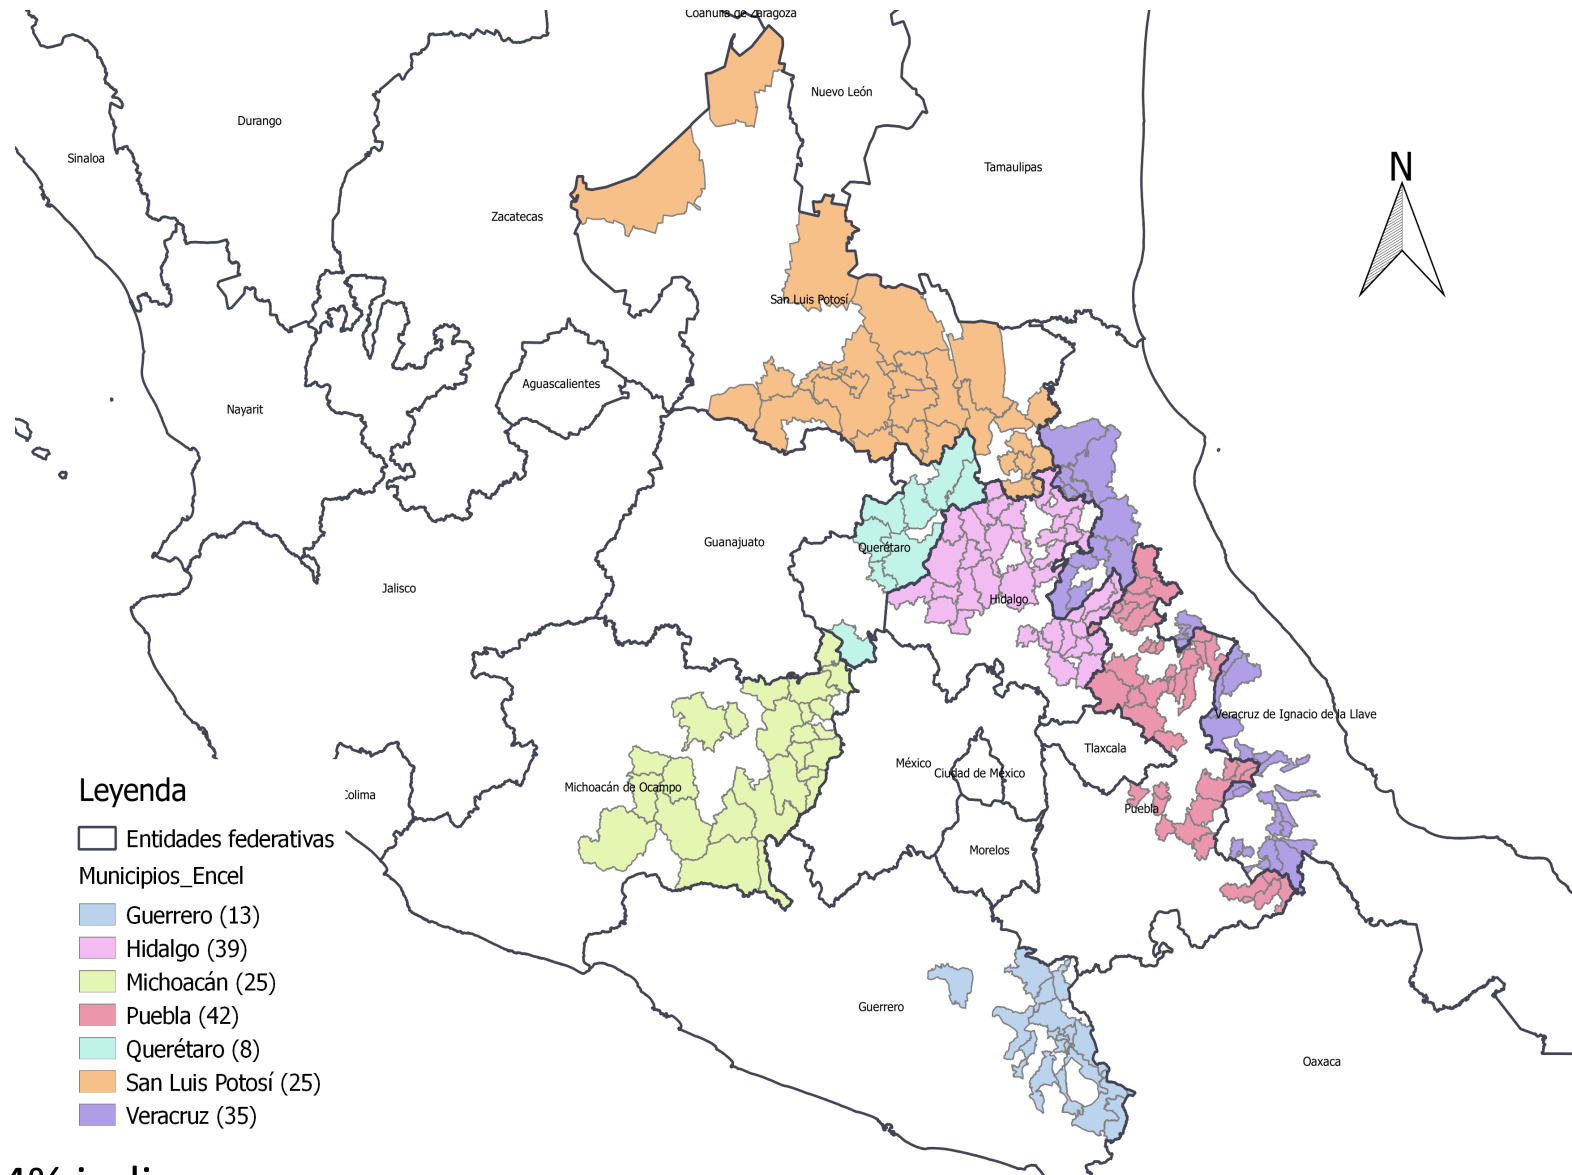 Coahuila de Zaragoza
Nuevo León
Durango
Sinaloa
Tamaulipas
N
Zacatecas
San Luis Potosí
Aguascalientes
Nayarit
Guanajuato
Querétaro
Jalisco
Hidalgo
Veracruz de Ignacio de la Llave
Tlaxcala
México
Ciudad de México
Michoacán de Ocampo
Colima
Puebla
Morelos
Guerrero
Oaxaca
Leyenda
Entidades federativas
Municipios_Encel
Guerrero (13)
Hidalgo (39)
Michoacán (25)
Puebla (42)
Querétaro (8)
San Luis Potosí (25)
Veracruz (35)